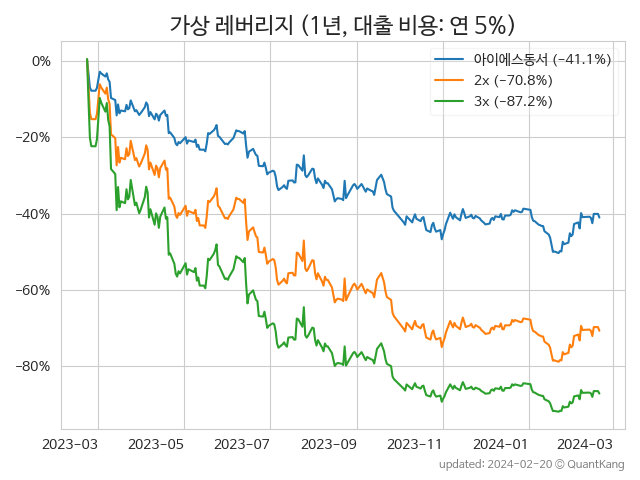 가상 레버리지 (1년, 대출 비용: 연 5%)
아이에스동서 (−41.1%)
2x (−70.8%)
3x (−87.2%)
0%
−20%
−40%
−60%
−80%
2023-03 2023-05 2023-07 2023-09 2023-11 2024-01 2024-03
updated: 2024-02-20 © QuantKang